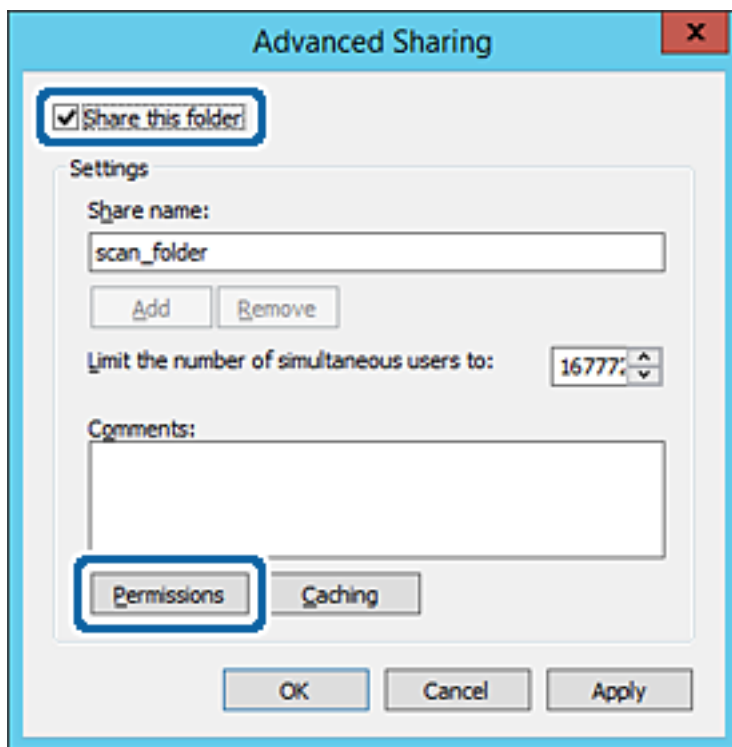 Advanced Sharing
x
Share this folder
Settings
Share name:
scan_folder
Add Remove
Limit the number of simultaneous users to: 16777
Comments:
Permissions Caching
OK Cancel Apply